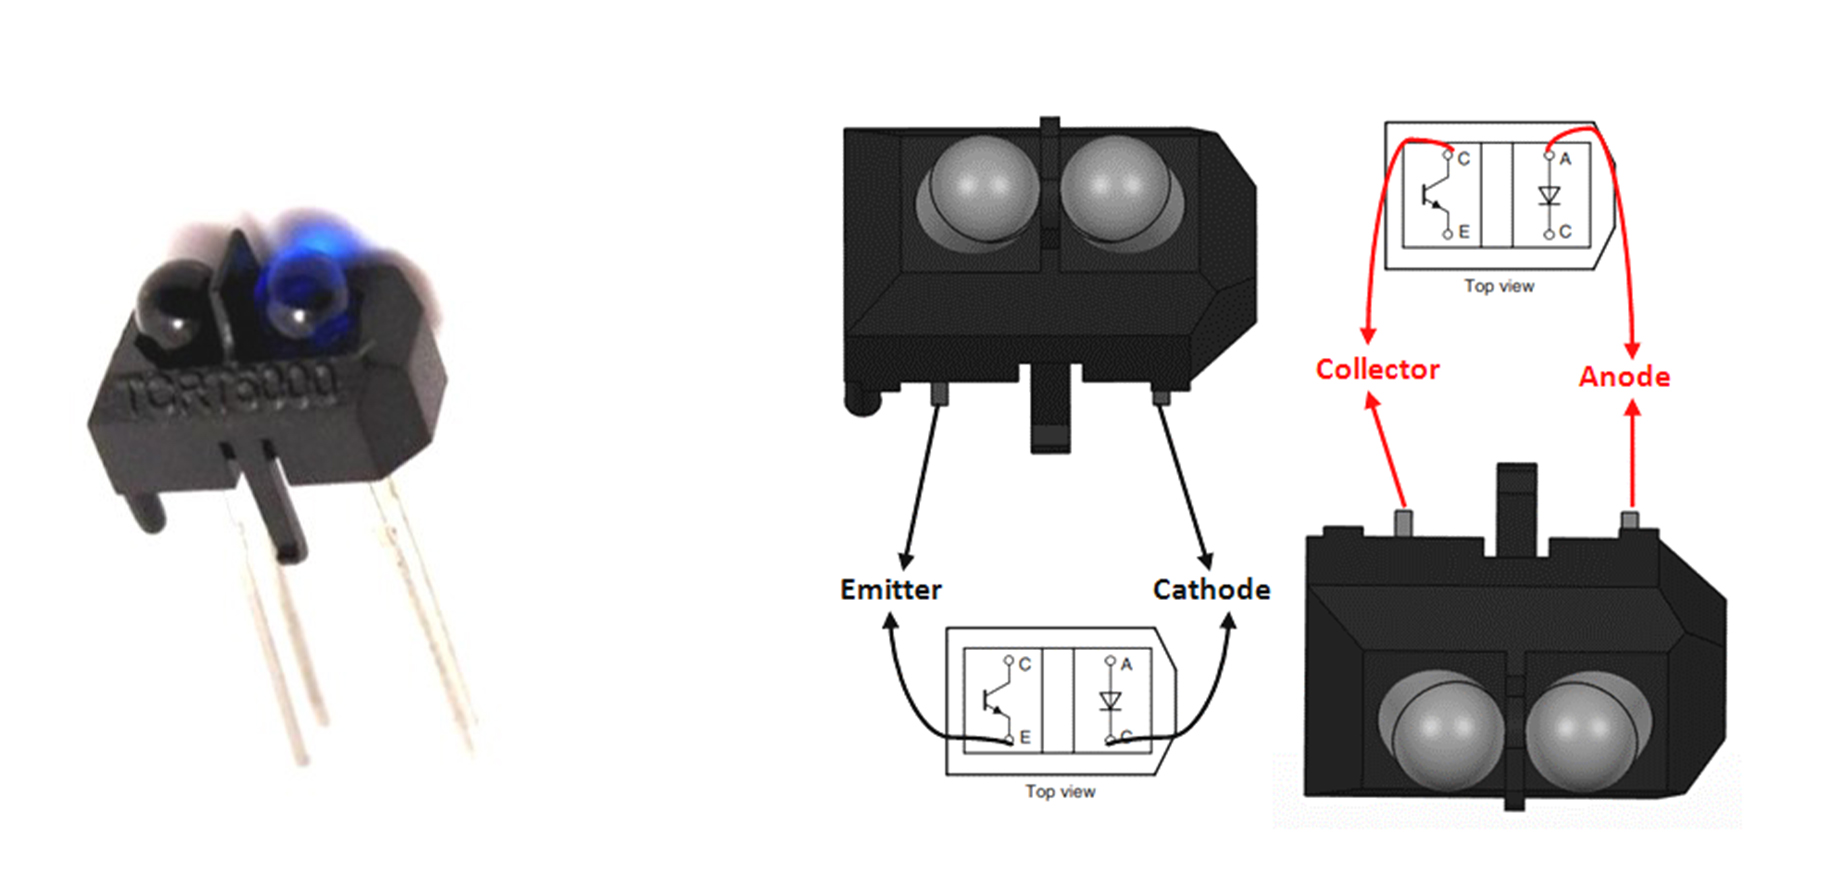 TCRT5000
C
A
E
C
Top view
Collector
Anode
Emitter
Cathode
C
A
E
C
Top view